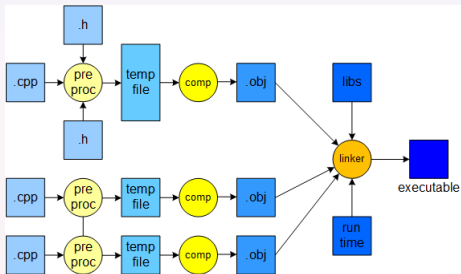 .h
.cpp
pre
proc
temp
file
comp
.obj
libs
.h
linker
executable
.cpp
pre
proc
temp
file
comp
.obj
run
time
.cpp
pre
proc
temp
file
comp
.obj